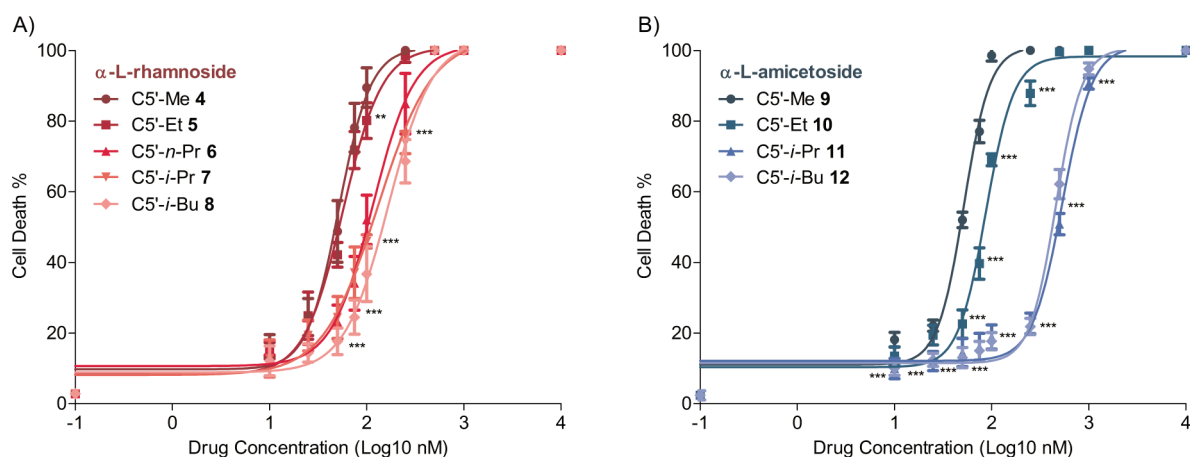 A)
α-L-rhamnoside
C5'-Me 4
C5'-Et 5
C5'-n-Pr 6
C5'-i-Pr 7
C5'-i-Bu 8
Cell Death %
100
80
60
40
20
0
**
***
***
***
***
-1 0 1 2 3 4
Drug Concentration (Log10 nM)
B)
α-L-amicetoside
C5'-Me 9
C5'-Et 10
C5'-i-Pr 11
C5'-i-Bu 12
Cell Death %
100
80
60
40
20
0
***
***
***
***
***
***
***
***
***
***
***
-1 0 1 2 3 4
Drug Concentration (Log10 nM)